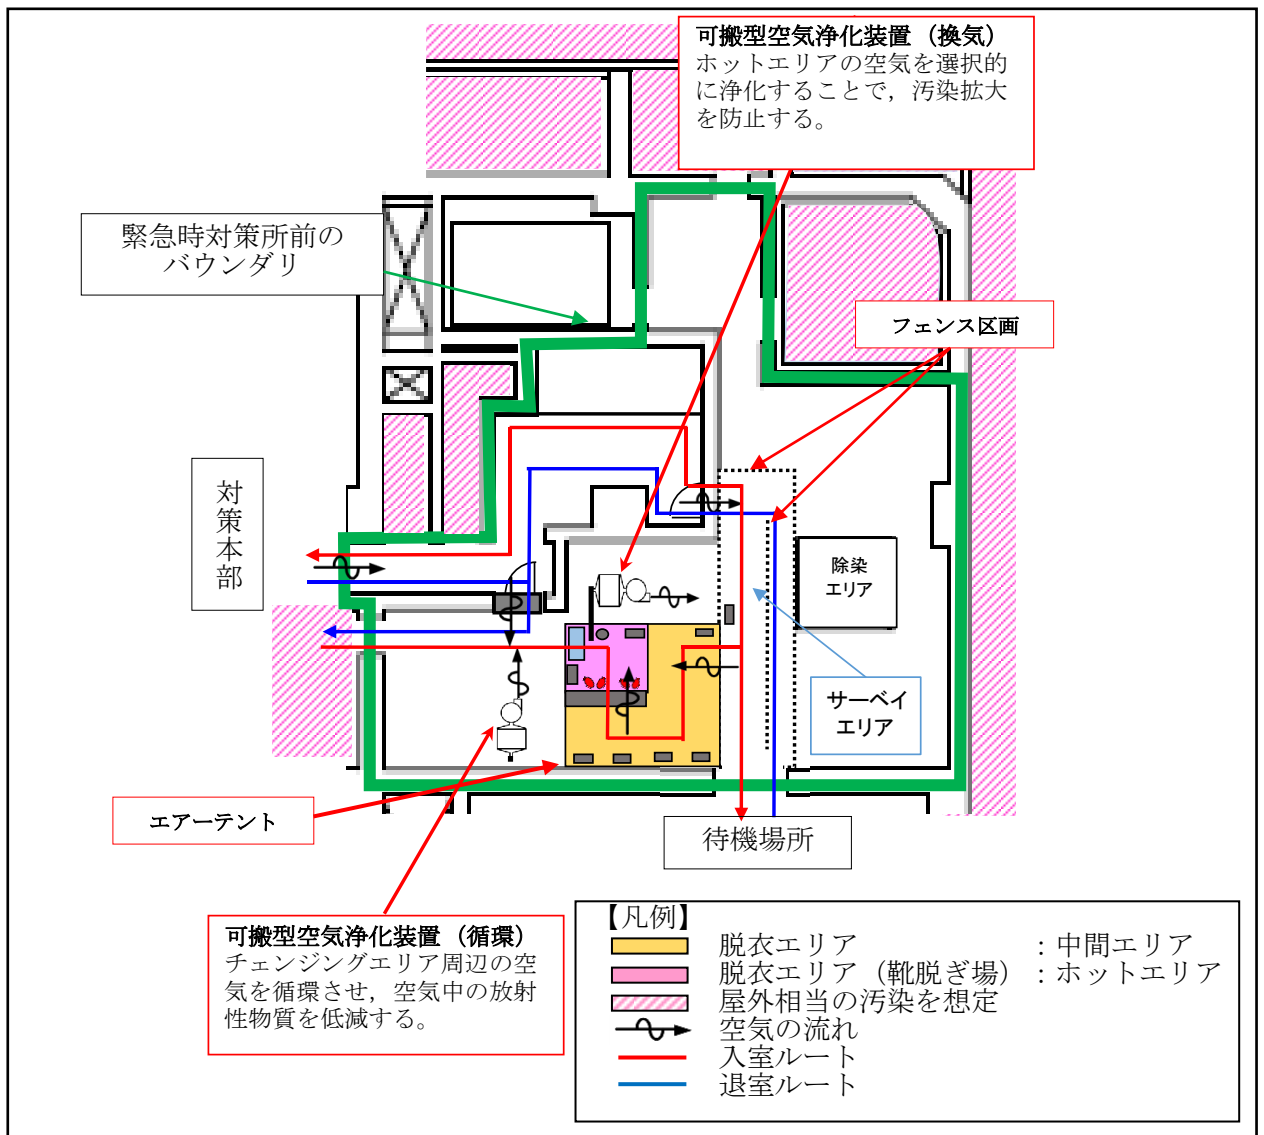 可搬型空気浄化装置（換気）
ホットエリアの空気を選択的
に浄化することで，汚染拡大
を防止する。
緊急時対策所前の
バウンダリ
フェンス区画
対策本部
除染
エリア
サーベイ
エリア
エアーテント
待機場所
可搬型空気浄化装置（循環）
チェンジングエリア周辺の空
気を循環させ，空気中の放射
性物質を低減する。
【凡例】
脱衣エリア　　　　　　：中間エリア
脱衣エリア（靴脱ぎ場）：ホットエリア
屋外相当の汚染を想定
空気の流れ
入室ルート
退室ルート